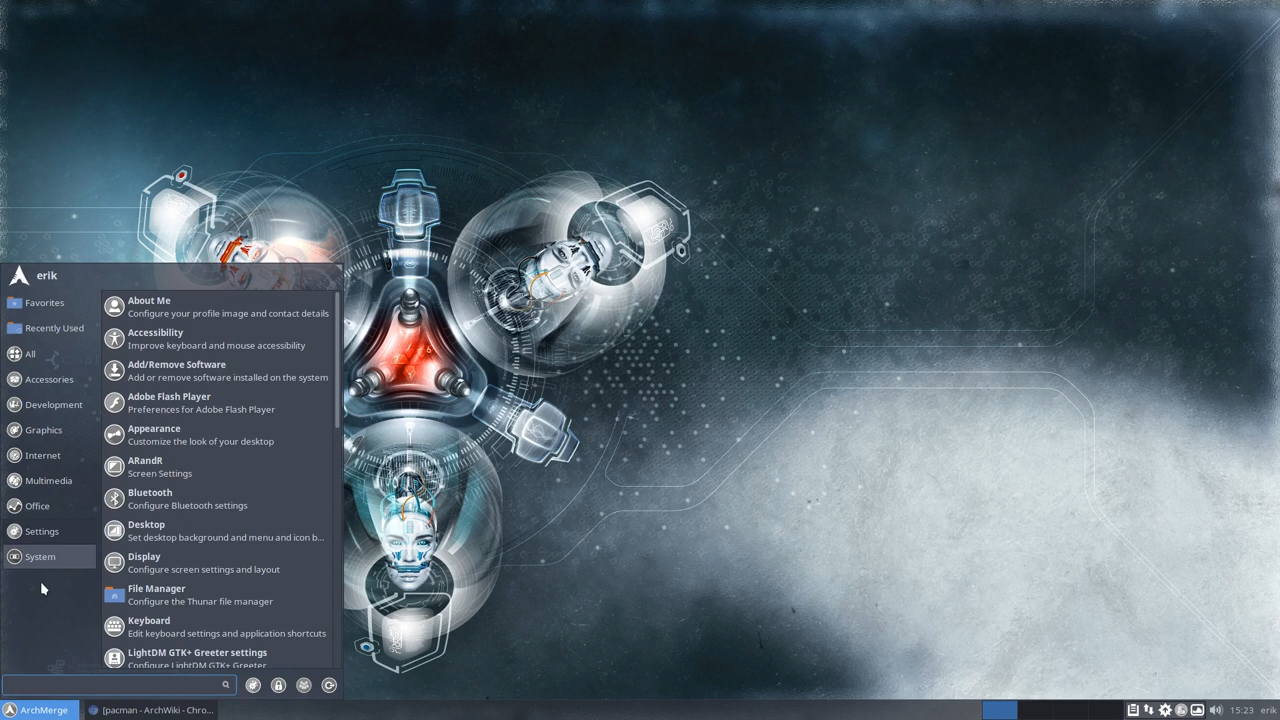 erik
Favorites
Recently Used
All
Accessories
Development
Graphics
Internet
Multimedia
Office
Settings
System
About Me
Configure your profile image and contact details
Accessibility
Improve keyboard and mouse accessibility
Add/Remove Software
Add or remove software installed on the system
Adobe Flash Player
Preferences for Adobe Flash Player
Appearance
Customize the look of your desktop
ARandR
Screen Settings
Bluetooth
Configure Bluetooth settings
Desktop
Set desktop background and menu and icon b...
Display
Configure screen settings and layout
File Manager
Configure the Thunar file manager
Keyboard
Edit keyboard settings and application shortcuts
LightDM GTK+ Greeter settings
Configure LightDM GTK+ Greeter
ArchMerge
[pacman - ArchWiki - Chro...
15:23
erik